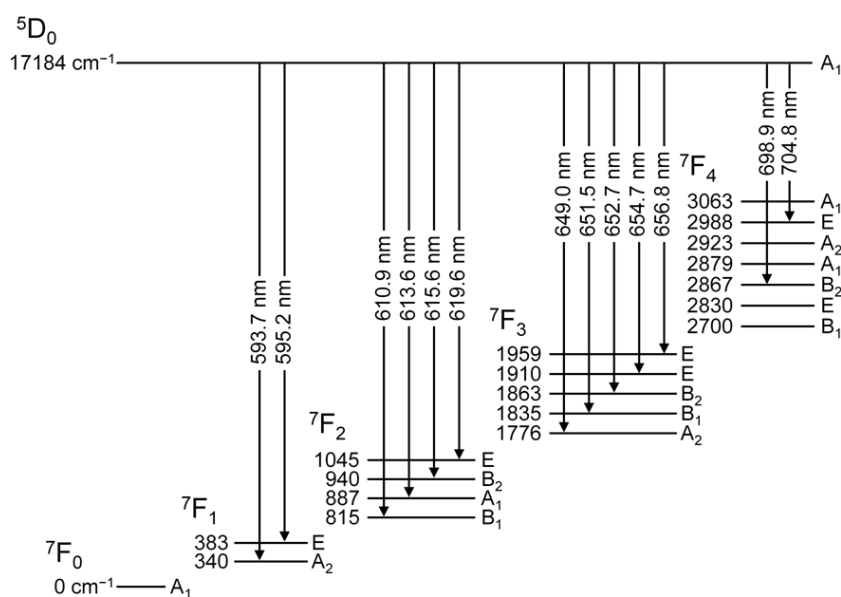 ⁵D₀
17184 cm⁻¹ A₁
593.7 nm
595.2 nm
610.9 nm
613.6 nm
615.6 nm
619.6 nm
649.0 nm
651.5 nm
652.7 nm
654.7 nm
656.8 nm
698.9 nm
704.8 nm
⁷F₄
3063 A₁
2988 E
2923 A₂
2879 A₁
2867 B₂
2830 E
2700 B₁
⁷F₃
1959 E
1910 E
1863 B₂
1835 B₁
1776 A₂
⁷F₂
1045 E
940 B₂
887 A₁
815 B₁
⁷F₁
383 E
340 A₂
⁷F₀
0 cm⁻¹ A₁